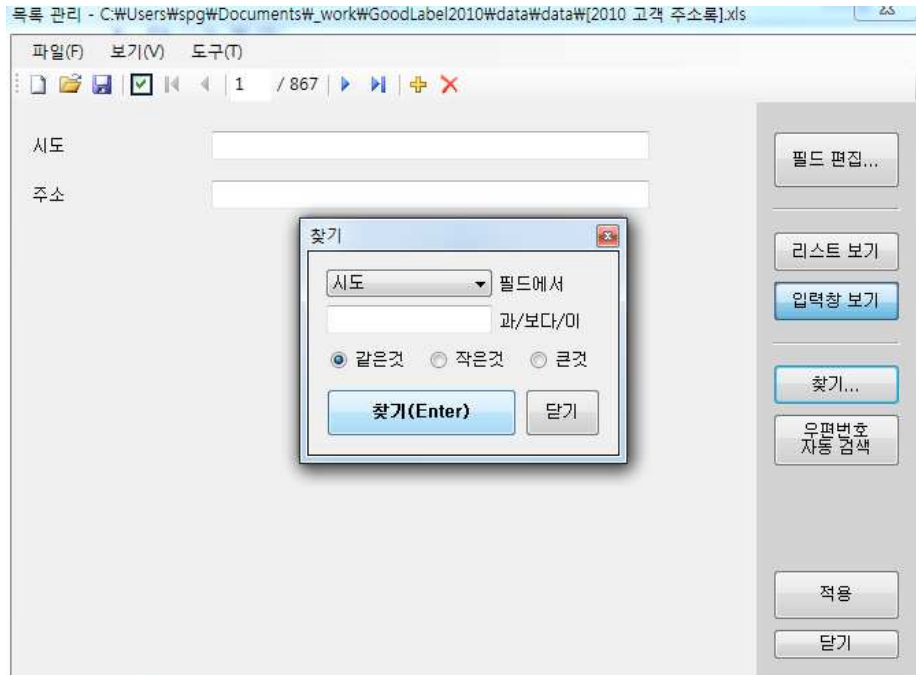 목록 관리 - C:₩Users₩spg₩Documents₩_work₩GoodLabel2010₩data₩data₩[2010 고객 주소록].xls
파일(F) 보기(V) 도구(T)
1 / 867
시도
주소
필드 편집...
리스트 보기
입력창 보기
찾기...
우편번호
자동 검색
적용
닫기
찾기
시도 필드에서
과/보다/이
같은것 작은것 큰것
찾기(Enter) 닫기